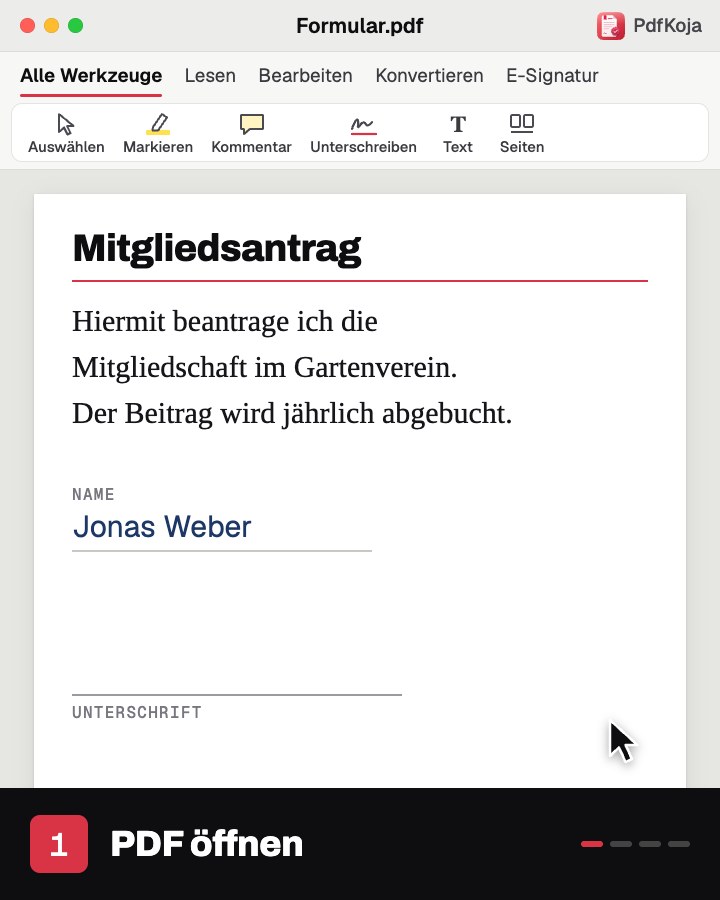 Formular.pdf
PdfKoja
Alle Werkzeuge Lesen Bearbeiten Konvertieren E-Signatur
Auswählen Markieren Kommentar Unterschreiben Text Seiten
Mitgliedsantrag
Hiermit beantrage ich die
Mitgliedschaft im Gartenverein.
Der Beitrag wird jährlich abgebucht.
NAME
Jonas Weber
UNTERSCHRIFT
1 PDF öffnen